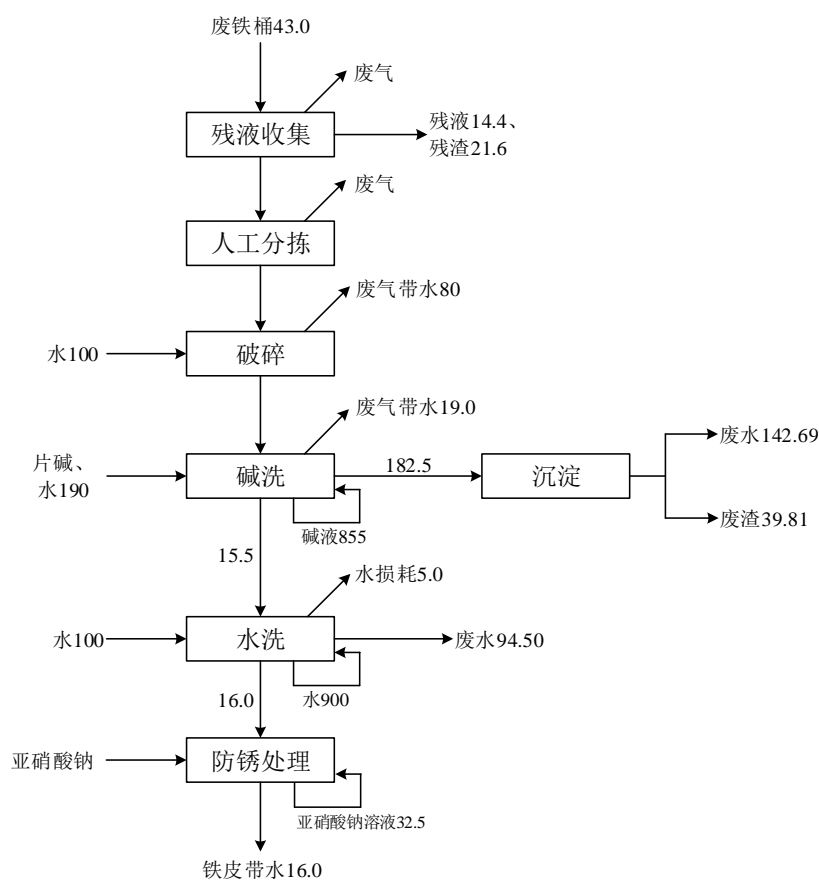 废铁桶43.0
废气
残液收集
残液14.4、
残渣21.6
废气
人工分拣
废气带水80
水100
破碎
废气带水19.0
片碱、
水190
碱洗
182.5
沉淀
废水142.69
废渣39.81
碱液855
15.5
水损耗5.0
水100
水洗
废水94.50
水900
16.0
亚硝酸钠
防锈处理
亚硝酸钠溶液32.5
铁皮带水16.0